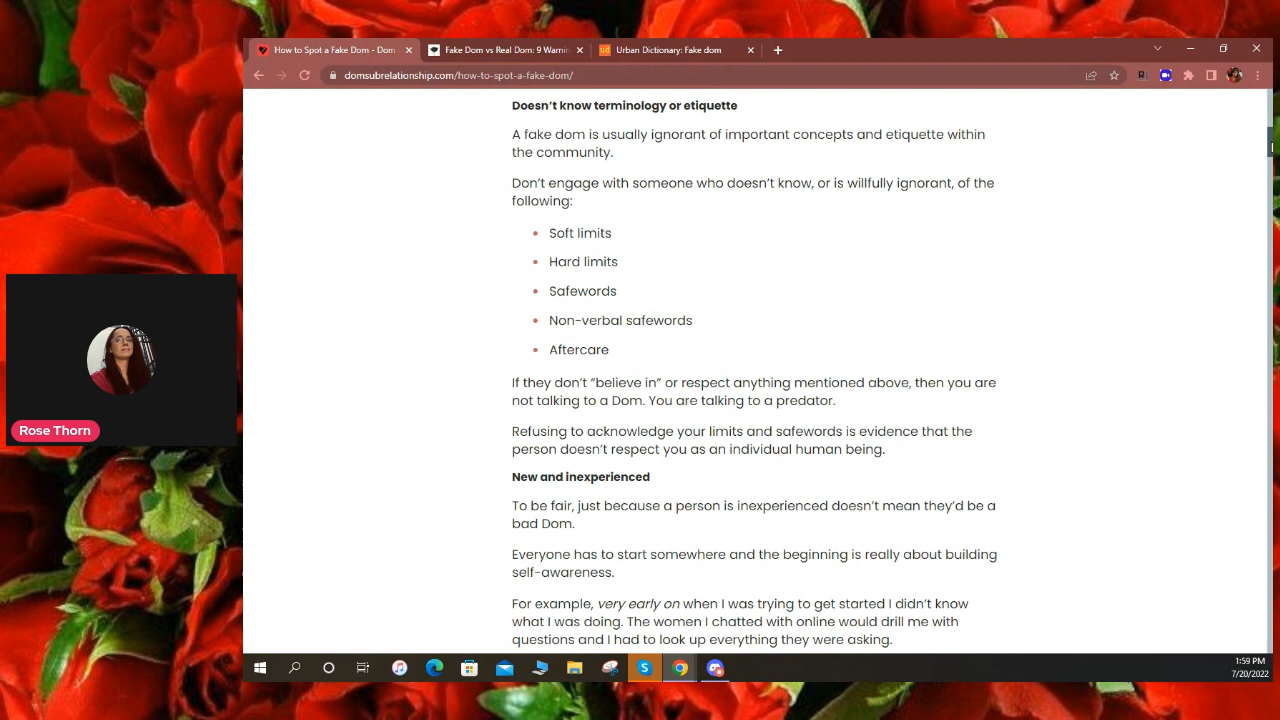 How to Spot a Fake Dom - Dom
Fake Dom vs Real Dom: 9 Warni
ud
Urban Dictionary: Fake dom
domsubrelationship.com/how-to-spot-a-fake-dom/
Doesn't know terminology or etiquette
A fake dom is usually ignorant of important concepts and etiquette within
the community.
Don't engage with someone who doesn't know, or is willfully ignorant, of the
following:
Soft limits
Hard limits
Safewords
Non-verbal safewords
Aftercare
If they don't “believe in” or respect anything mentioned above, then you are
not talking to a Dom. You are talking to a predator.
Refusing to acknowledge your limits and safewords is evidence that the
person doesn't respect you as an individual human being.
New and inexperienced
To be fair, just because a person is inexperienced doesn't mean they'd be a
bad Dom.
Everyone has to start somewhere and the beginning is really about building
self-awareness.
For example, very early on when I was trying to get started I didn't know
what I was doing. The women I chatted with online would drill me with
questions and I had to look up everything they were asking.
Rose Thorn
1:59 PM
7/20/2022